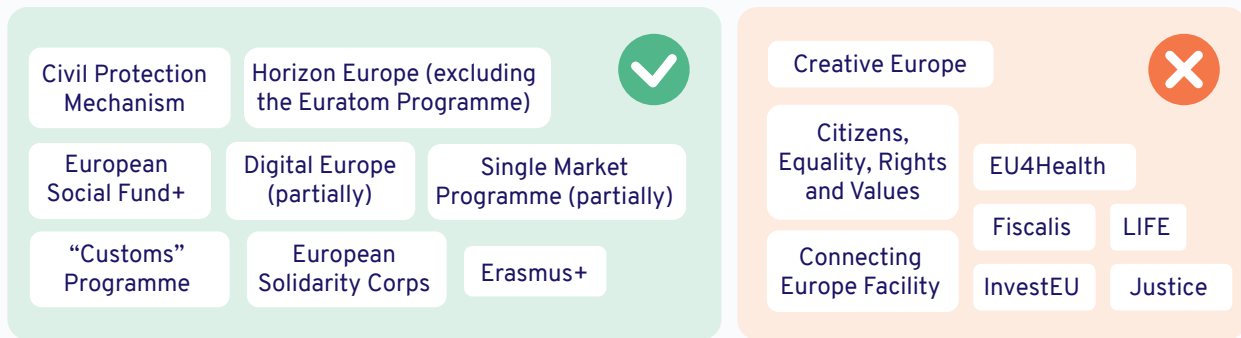 Civil Protection
Mechanism
Horizon Europe (excluding
the Euratom Programme)
European
Social Fund+
Digital Europe
(partially)
Single Market
Programme (partially)
“Customs”
Programme
European
Solidarity Corps
Erasmus+
Creative Europe
Citizens,
Equality, Rights
and Values
EU4Health
Fiscalis
LIFE
Connecting
Europe Facility
InvestEU
Justice